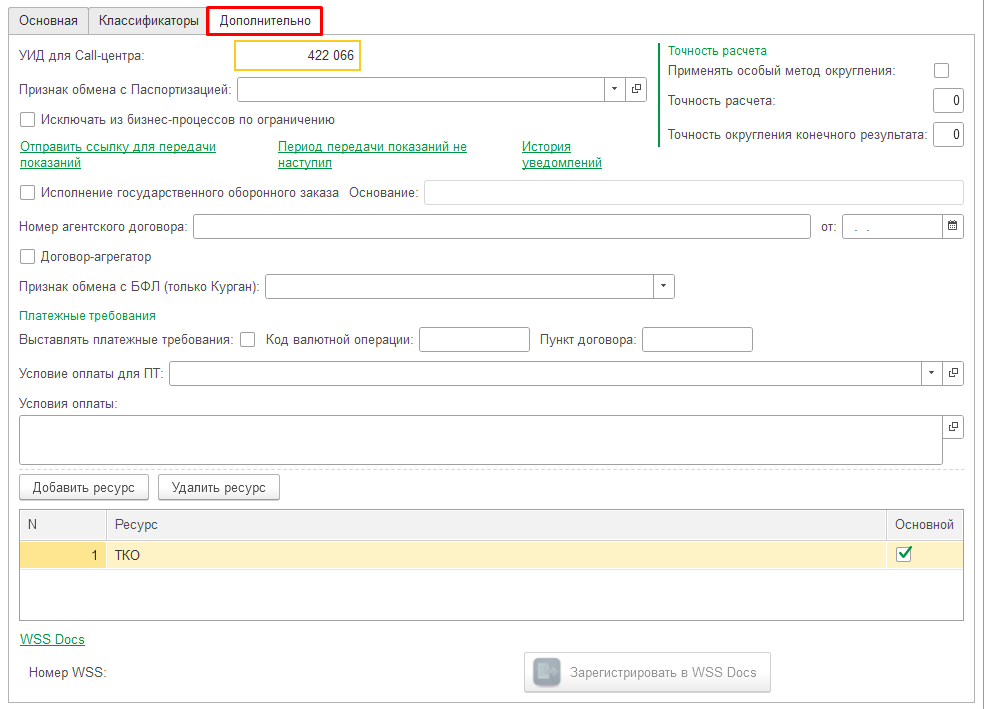 Основная Классификаторы Дополнительно
УИД для Call-центра: 422 066
Точность расчета
Применять особый метод округления:
Признак обмена с Паспортизацией:
Точность расчета: 0
Исключать из бизнес-процессов по ограничению
Точность округления конечного результата: 0
Отправить ссылку для передачи
показаний
Период передачи показаний не
наступил
История
уведомлений
Исполнение государственного оборонного заказа Основание:
Номер агентского договора: от: . .
Договор-агрегатор
Признак обмена с БФЛ (только Курган):
Платежные требования
Выставлять платежные требования: Код валютной операции: Пункт договора:
Условие оплаты для ПТ:
Условия оплаты:
Добавить ресурс Удалить ресурс
N Ресурс Основной
1 ТКО
WSS Docs
Номер WSS: Зарегистрировать в WSS Docs